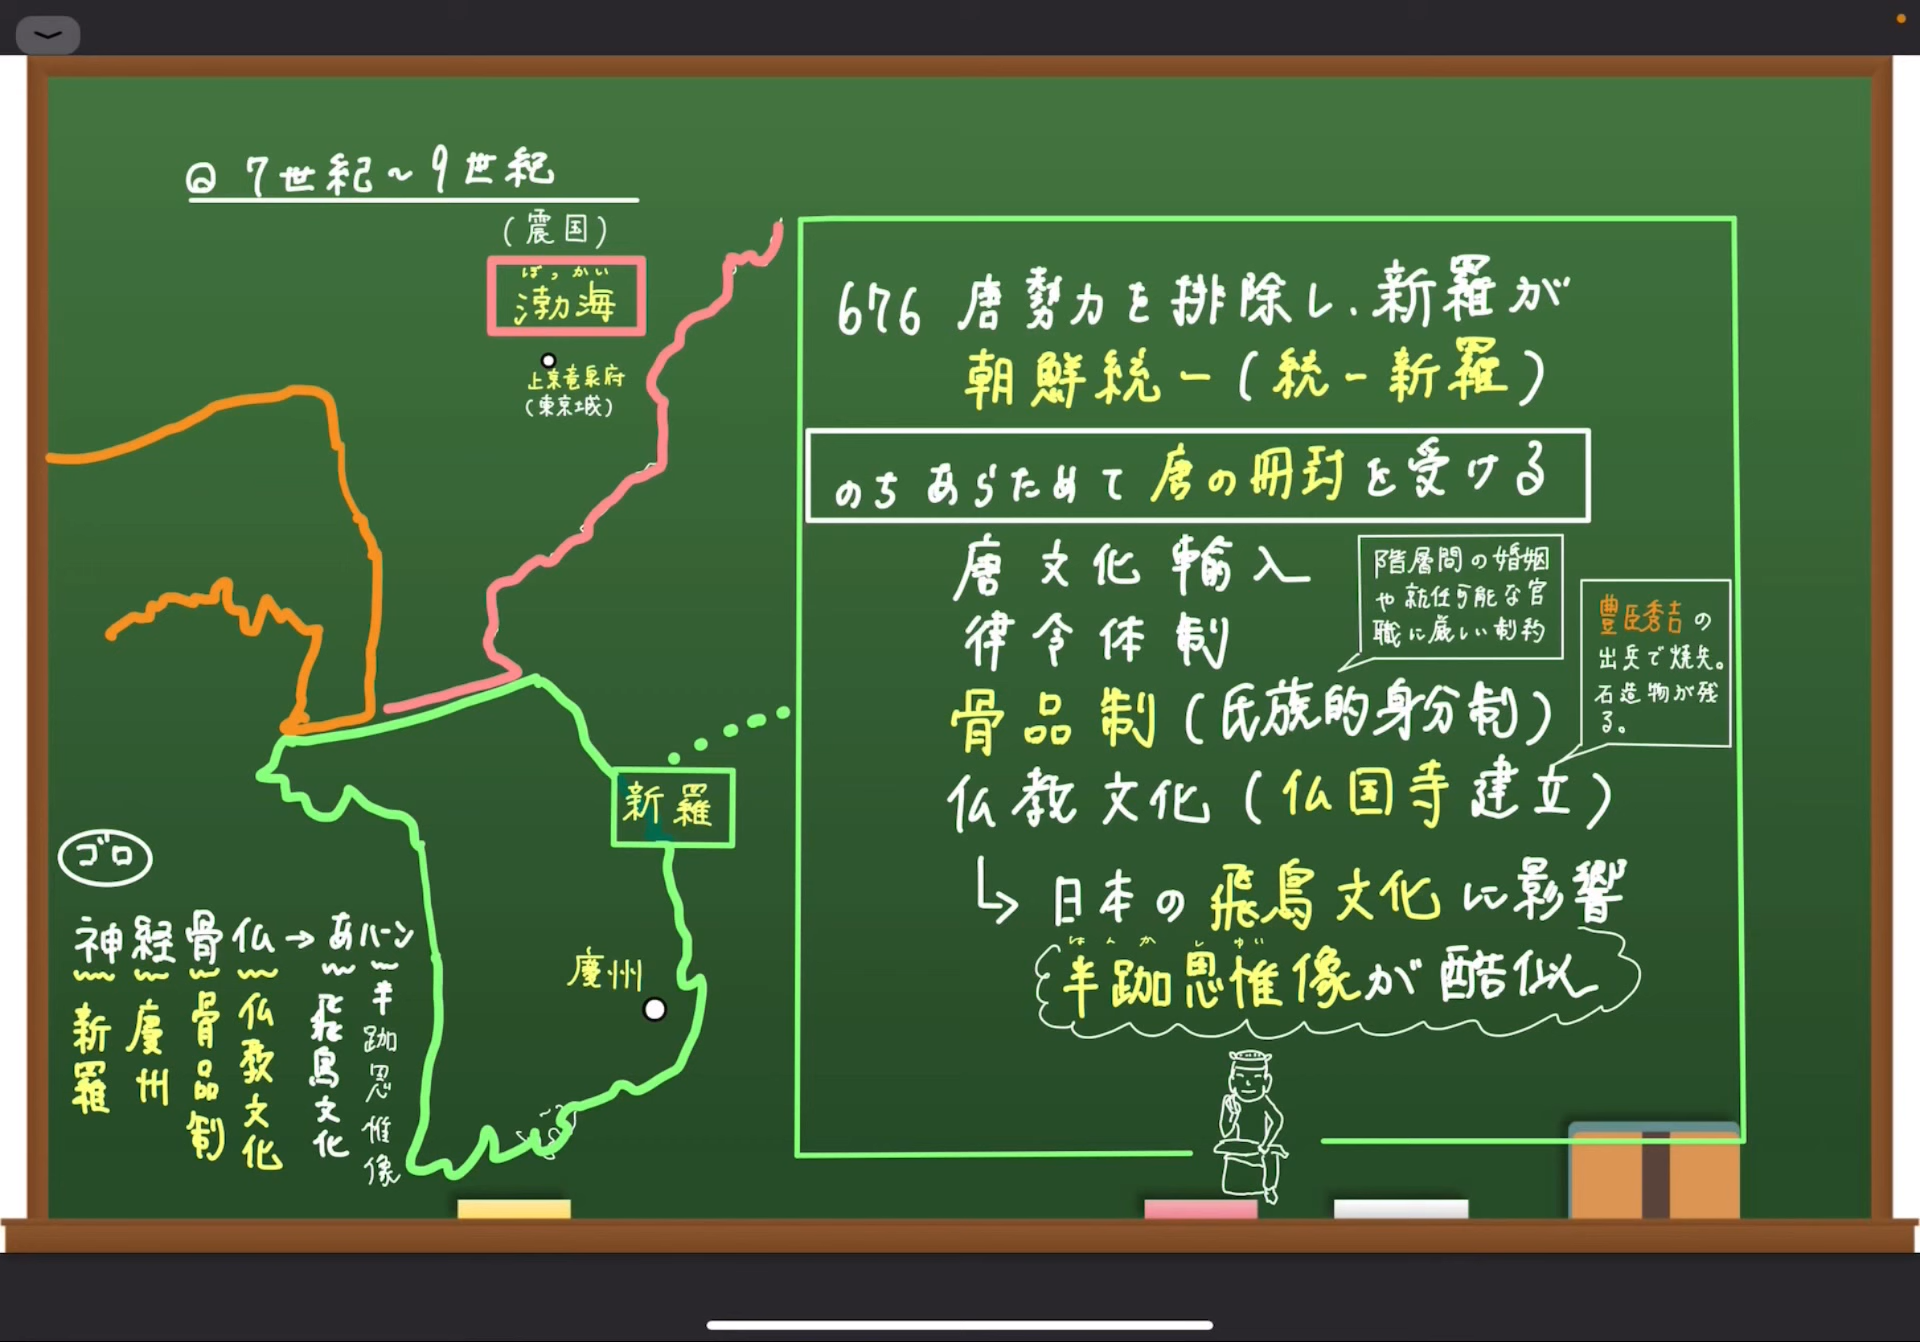 ◎ 7世紀～9世紀
(震国)
ぼっかい
渤海
上京竜泉府
(東京城)
新羅
慶州
ゴロ
神経骨仏→あハーン
新羅
慶州
骨品制
仏教文化
飛鳥文化
半跏思惟像
676 唐勢力を排除し、新羅が
朝鮮統一(統一新羅)
のちあらためて唐の冊封を受ける
唐文化輸入
律令体制
階層間の婚姻
や就任可能な官
職に厳しい制約
骨品制(民族的身分制)
豊臣秀吉の
出兵で焼失。
石造物が残
る。
仏教文化(仏国寺建立)
↳日本の飛鳥文化に影響
はんかしゆい
半跏思惟像が酷似